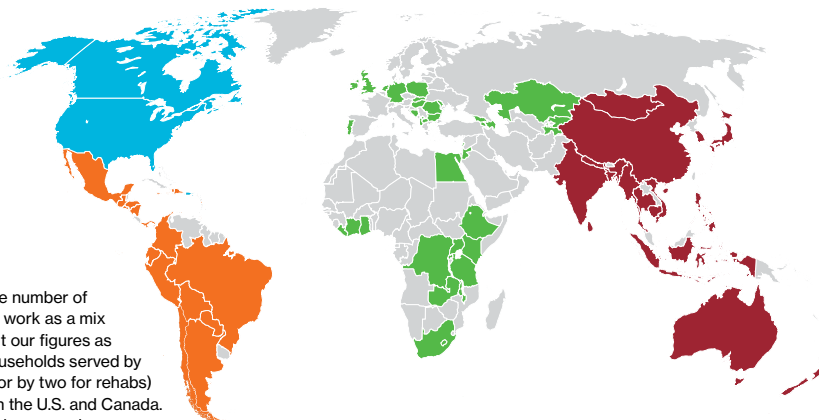 e number of
work as a mix
t our figures as
useholds served by
or by two for rehabs)
n the U.S. and Canada.